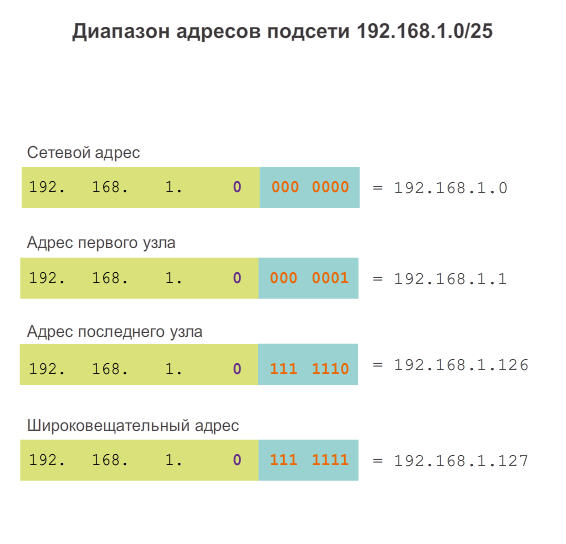 Диапазон адресов подсети 192.168.1.0/25
Сетевой адрес
192. 168. 1. 0 000 0000 = 192.168.1.0
Адрес первого узла
192. 168. 1. 0 000 0001 = 192.168.1.1
Адрес последнего узла
192. 168. 1. 0 111 1110 = 192.168.1.126
Широковещательный адрес
192. 168. 1. 0 111 1111 = 192.168.1.127